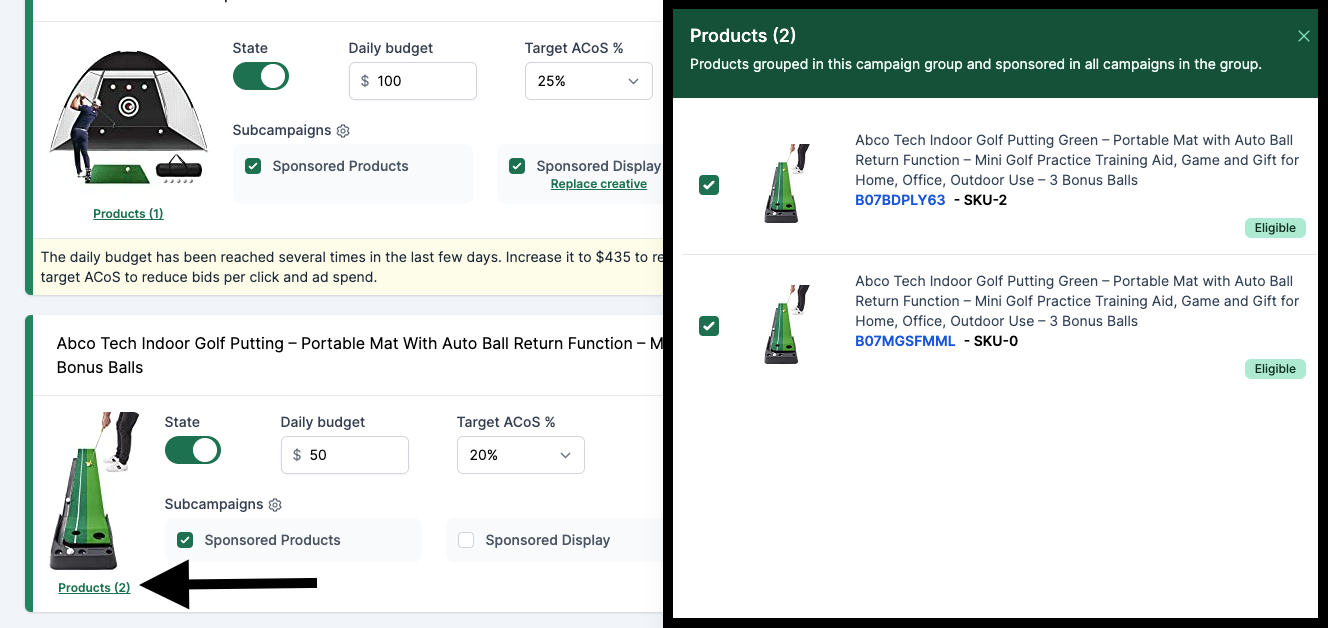 State
Daily budget
Target ACoS %
$ 100
25%
Subcampaigns
Sponsored Products
Sponsored Display
Replace creative
Products (1)
The daily budget has been reached several times in the last few days. Increase it to $435 to re
target ACoS to reduce bids per click and ad spend.
Abco Tech Indoor Golf Putting – Portable Mat With Auto Ball Return Function – M
Bonus Balls
State
Daily budget
Target ACoS %
$ 50
20%
Subcampaigns
Sponsored Products
Sponsored Display
Products (2)
Products (2)
Products grouped in this campaign group and sponsored in all campaigns in the group.
Abco Tech Indoor Golf Putting Green – Portable Mat with Auto Ball
Return Function – Mini Golf Practice Training Aid, Game and Gift for
Home, Office, Outdoor Use – 3 Bonus Balls
B07BDPLY63 - SKU-2
Eligible
Abco Tech Indoor Golf Putting Green – Portable Mat with Auto Ball
Return Function – Mini Golf Practice Training Aid, Game and Gift for
Home, Office, Outdoor Use – 3 Bonus Balls
B07MGSFMML - SKU-0
Eligible